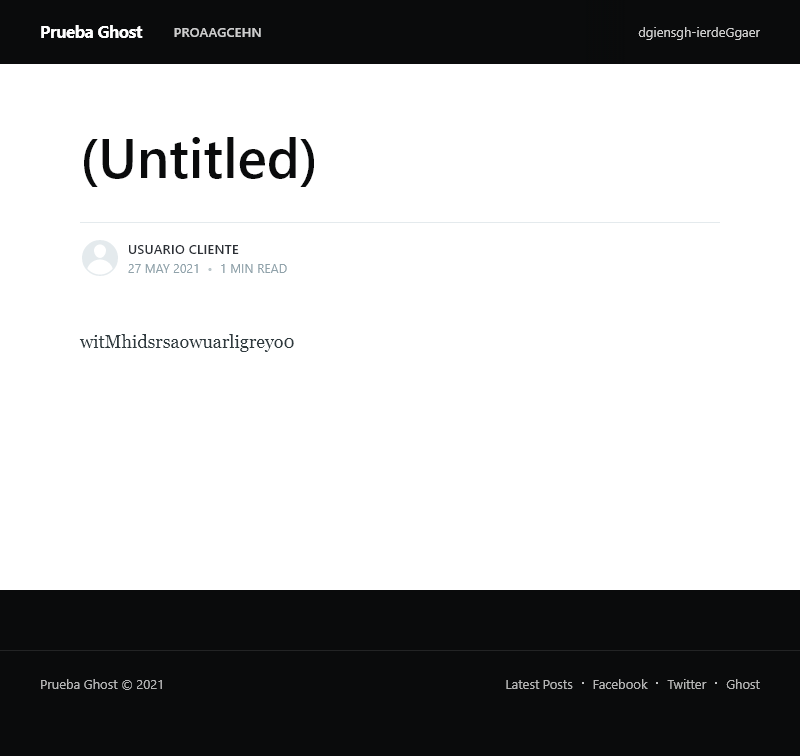 Prueba Ghost PROAAGCEHN dgiensgh-ierdeGgaer
(Untitled)
USUARIO CLIENTE
27 MAY 2021 • 1 MIN READ
witMhidsrsaowuarligreyo0
Prueba Ghost © 2021 Latest Posts · Facebook · Twitter · Ghost